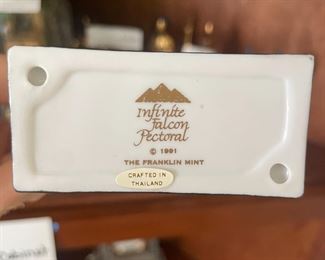 Infinite
Falcon
Pectoral
© 1991
THE FRANKLIN MINT
CRAFTED IN
THAILAND